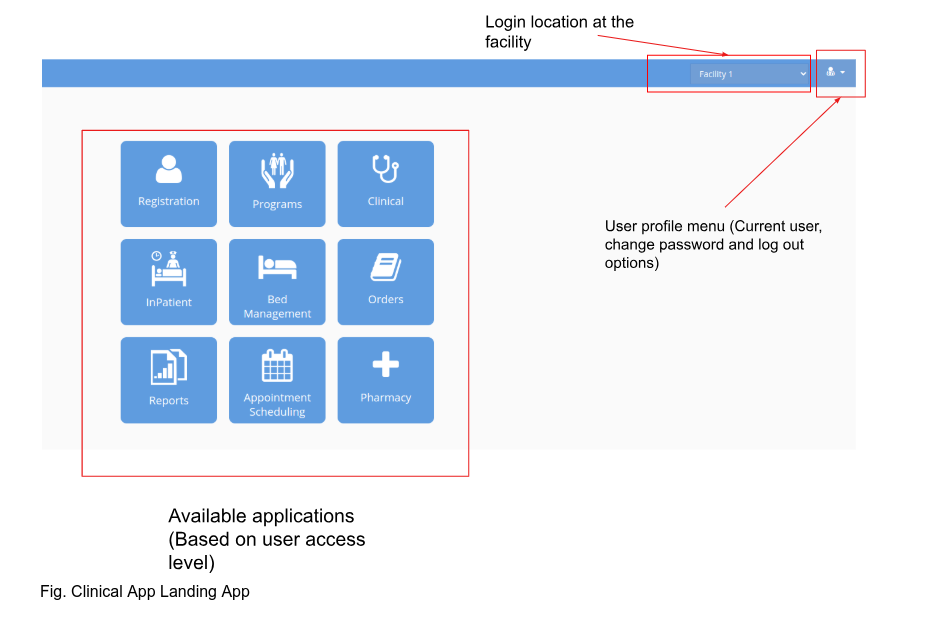 Login location at the
facility
Facility 1
Registration
Programs
Clinical
User profile menu (Current user,
change password and log out
options)
InPatient
Bed
Management
Orders
Reports
Appointment
Scheduling
Pharmacy
Available applications
(Based on user access
level)
Fig. Clinical App Landing App